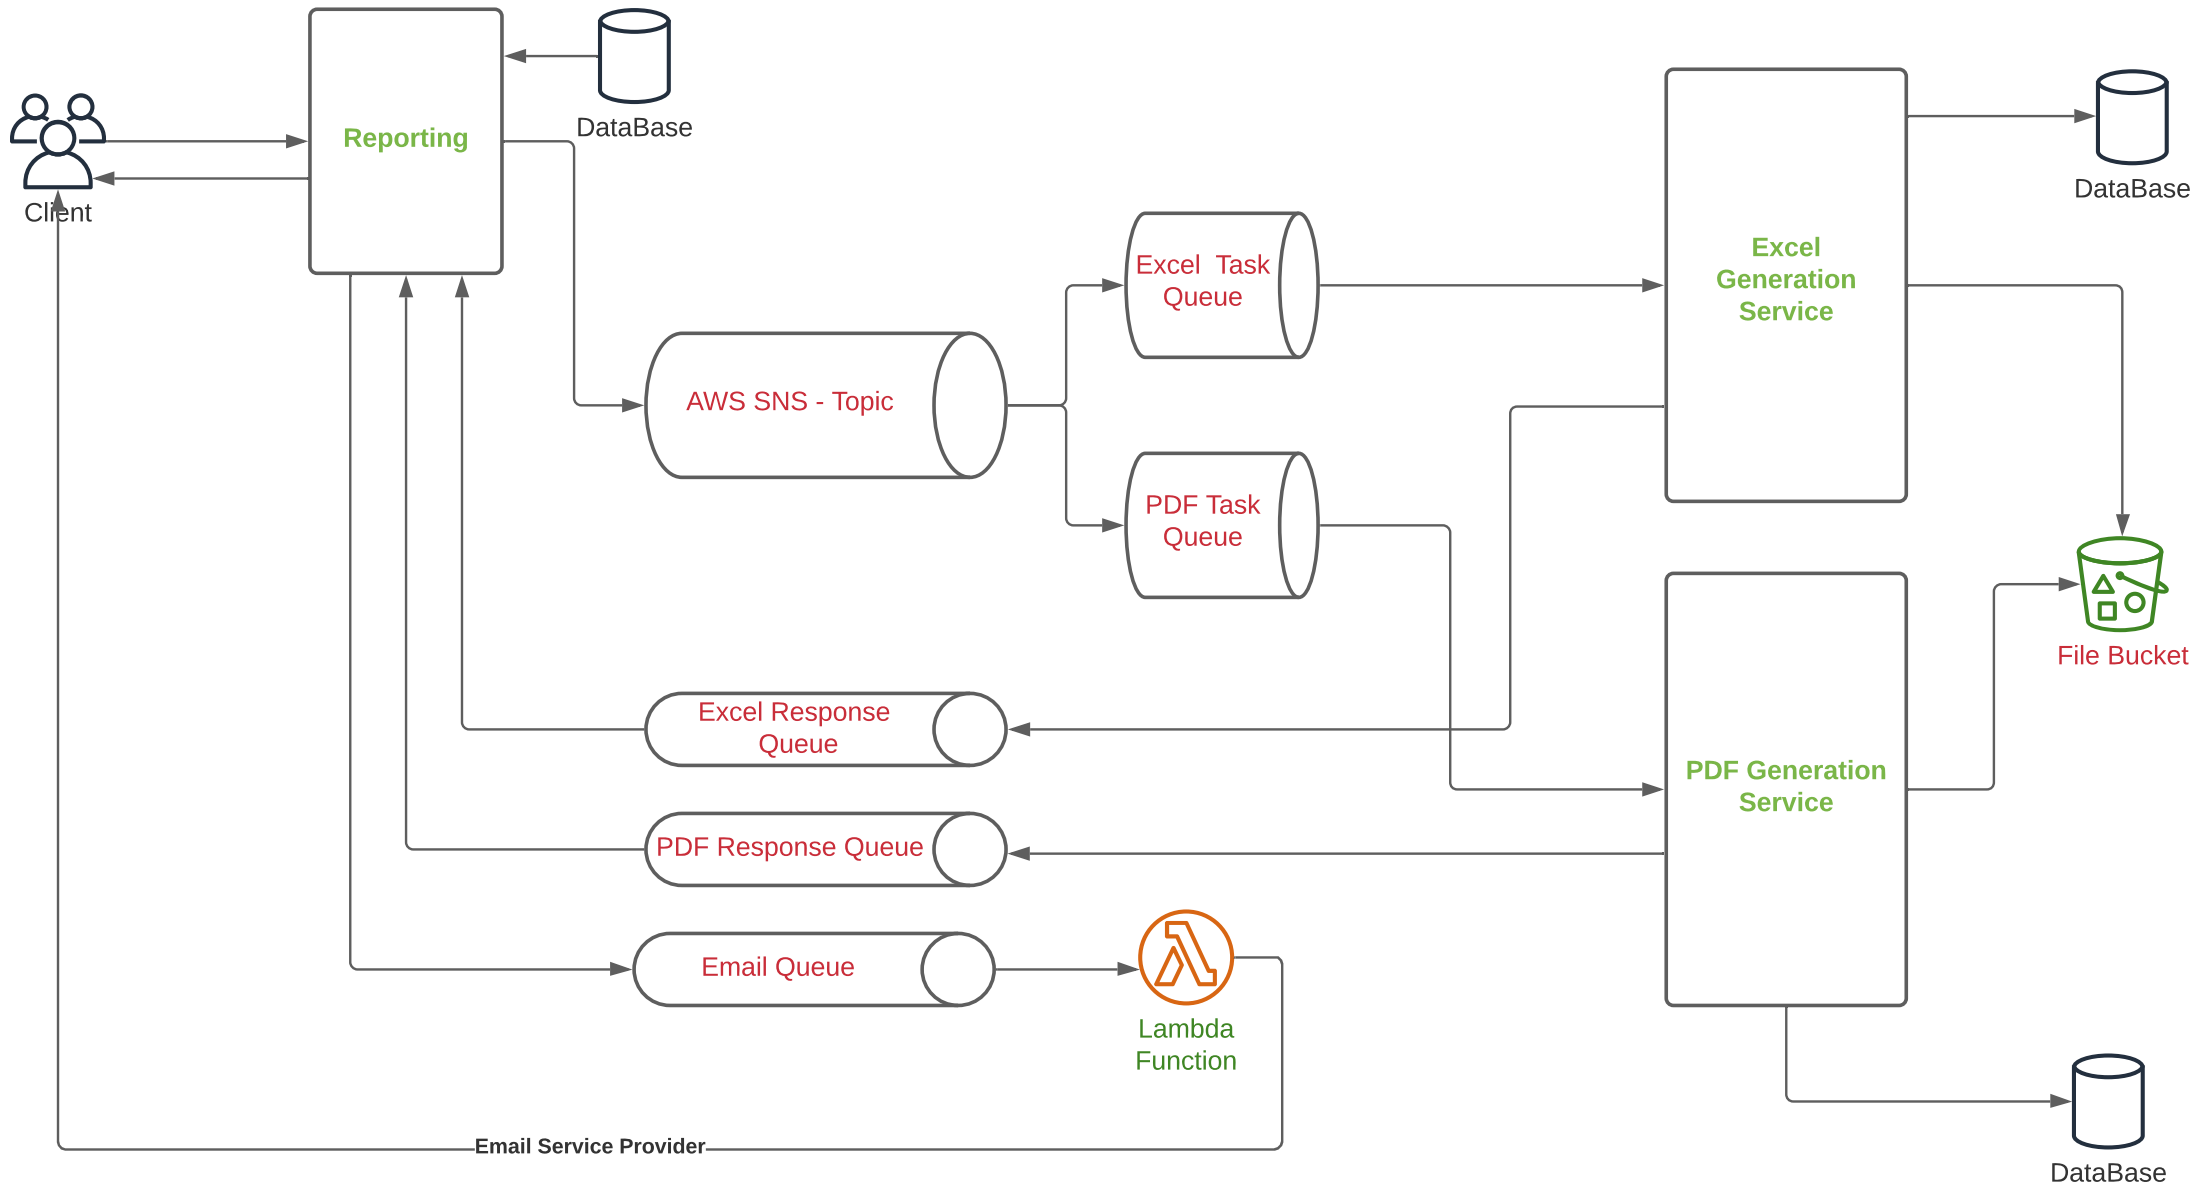 DataBase
Reporting
Client
DataBase
Excel
Generation
Service
Excel  Task
Queue
AWS SNS - Topic
PDF Task
Queue
File Bucket
Excel Response
Queue
PDF Generation
Service
PDF Response Queue
Email Queue
Lambda
Function
Email Service Provider
DataBase